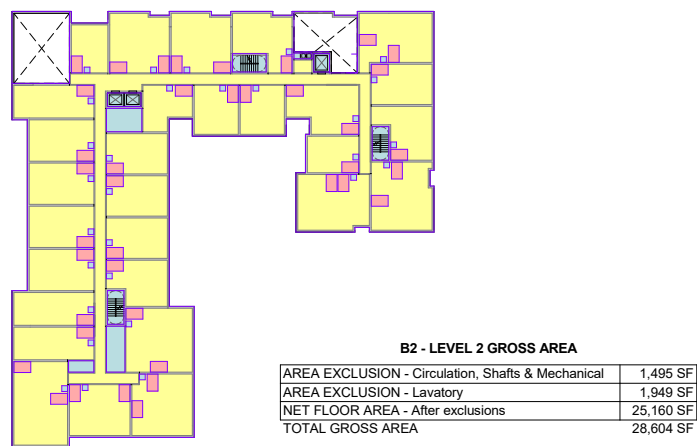 B2 - LEVEL 2 GROSS AREA
AREA EXCLUSION - Circulation, Shafts & Mechanical 1,495 SF
AREA EXCLUSION - Lavatory 1,949 SF
NET FLOOR AREA - After exclusions 25,160 SF
TOTAL GROSS AREA 28,604 SF